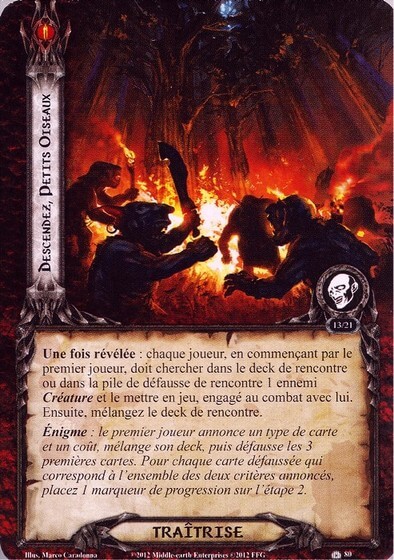 DESCENDEZ, PETITS OISEAUX
13/21
Une fois révélée : chaque joueur, en commençant par le
premier joueur, doit chercher dans le deck de rencontre
ou dans la pile de défausse de rencontre 1 ennemi
Créature et le mettre en jeu, engagé au combat avec lui.
Ensuite, mélangez le deck de rencontre.
Énigme : le premier joueur annonce un type de carte
et un coût, mélange son deck, puis défausse les 3
premières cartes. Pour chaque carte défaussée qui
correspond à l'ensemble des deux critères annoncés,
placez 1 marqueur de progression sur l'étape 2.
TRAÎTRISE
Illus. Marco Caradonna
©2012 Middle-earth Enterprises ©2012 FFG
80